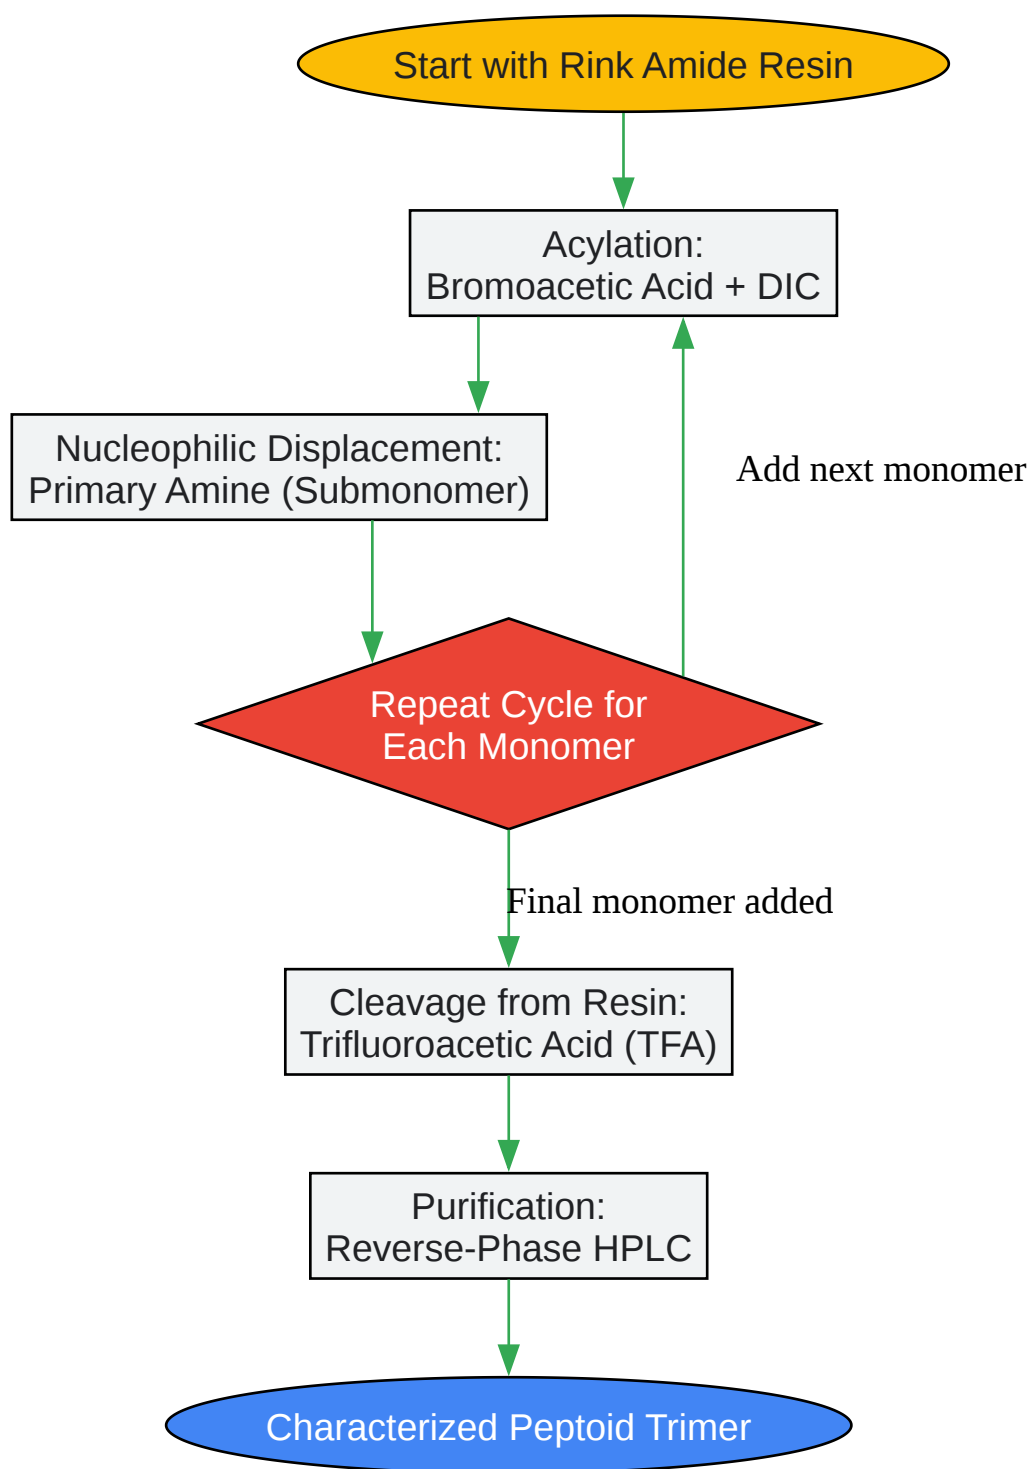 Start with Rink Amide Resin
Acylation:
Bromoacetic Acid + DIC
Nucleophilic Displacement:
Primary Amine (Submonomer)
Add next monomer
Repeat Cycle for
Each Monomer
Final monomer added
Cleavage from Resin:
Trifluoroacetic Acid (TFA)
Purification:
Reverse-Phase HPLC
Characterized Peptoid Trimer